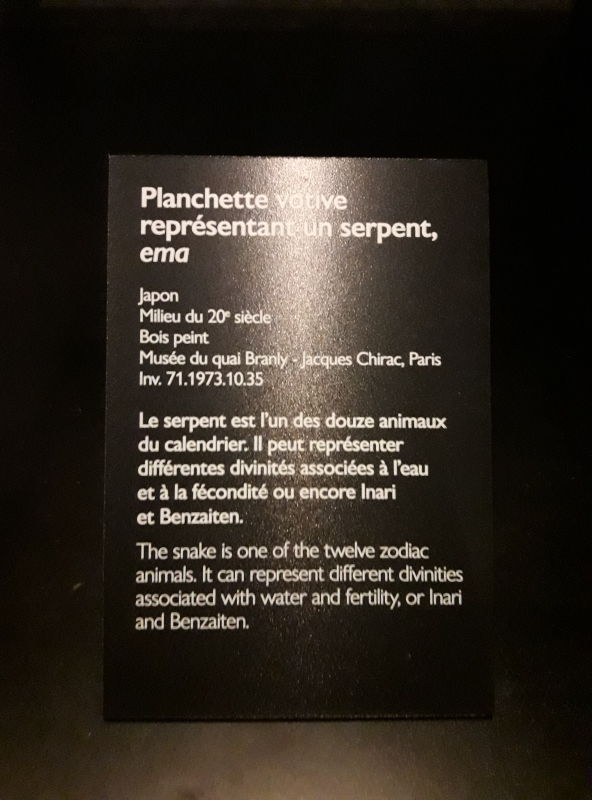 Planchette votive
représentant un serpent,
ema
Japon
Milieu du 20e siècle
Bois peint
Musée du quai Branly - Jacques Chirac, Paris
Inv. 71.1973.10.35
Le serpent est l'un des douze animaux
du calendrier. Il peut représenter
différentes divinités associées à l'eau
et à la fécondité ou encore Inari
et Benzaiten.
The snake is one of the twelve zodiac
animals. It can represent different divinities
associated with water and fertility, or Inari
and Benzaiten.